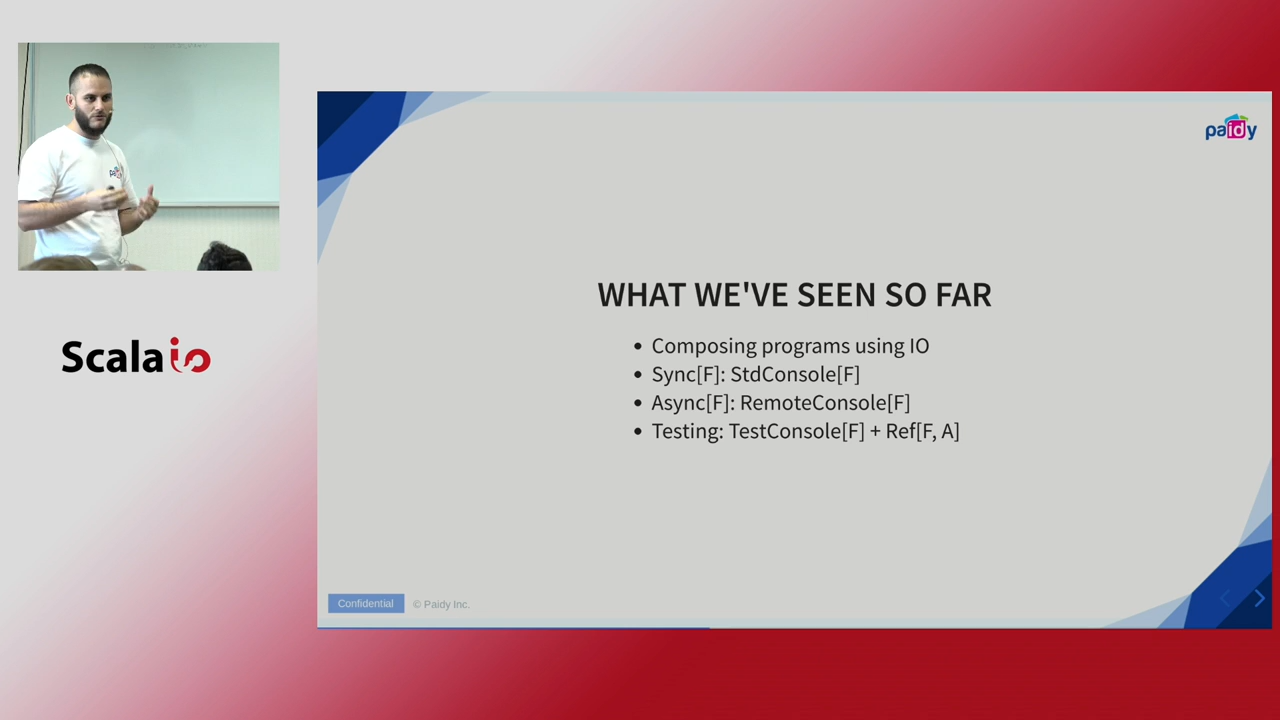 paidy
WHAT WE'VE SEEN SO FAR
• Composing programs using IO
• Sync[F]: StdConsole[F]
• Async[F]: RemoteConsole[F]
• Testing: TestConsole[F] + Ref[F, A]
Scala io
Confidential © Paidy Inc.